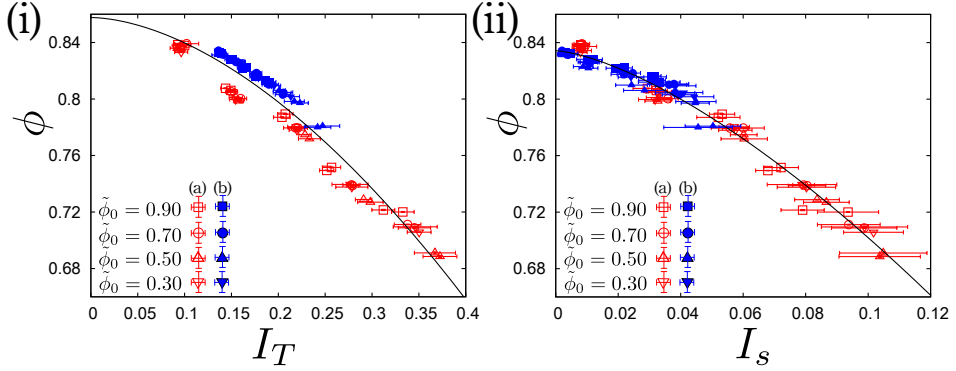 (i)
ϕ
0.84
0.8
0.76
0.72
0.68
(a) (b)
ϕ̃₀ = 0.90
ϕ̃₀ = 0.70
ϕ̃₀ = 0.50
ϕ̃₀ = 0.30
0 0.05 0.1 0.15 0.2 0.25 0.3 0.35 0.4
I_T
(ii)
ϕ
0.84
0.8
0.76
0.72
0.68
(a) (b)
ϕ̃₀ = 0.90
ϕ̃₀ = 0.70
ϕ̃₀ = 0.50
ϕ̃₀ = 0.30
0 0.02 0.04 0.06 0.08 0.1 0.12
I_s